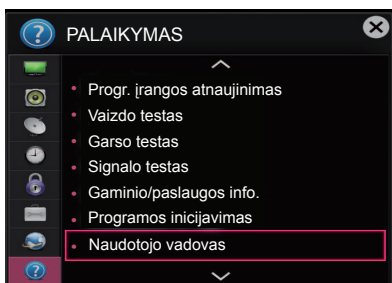 PALAIKYMAS
Progr. įrangos atnaujinimas
Vaizdo testas
Garso testas
Signalo testas
Gaminio/paslaugos info.
Programos inicijavimas
Naudotojo vadovas